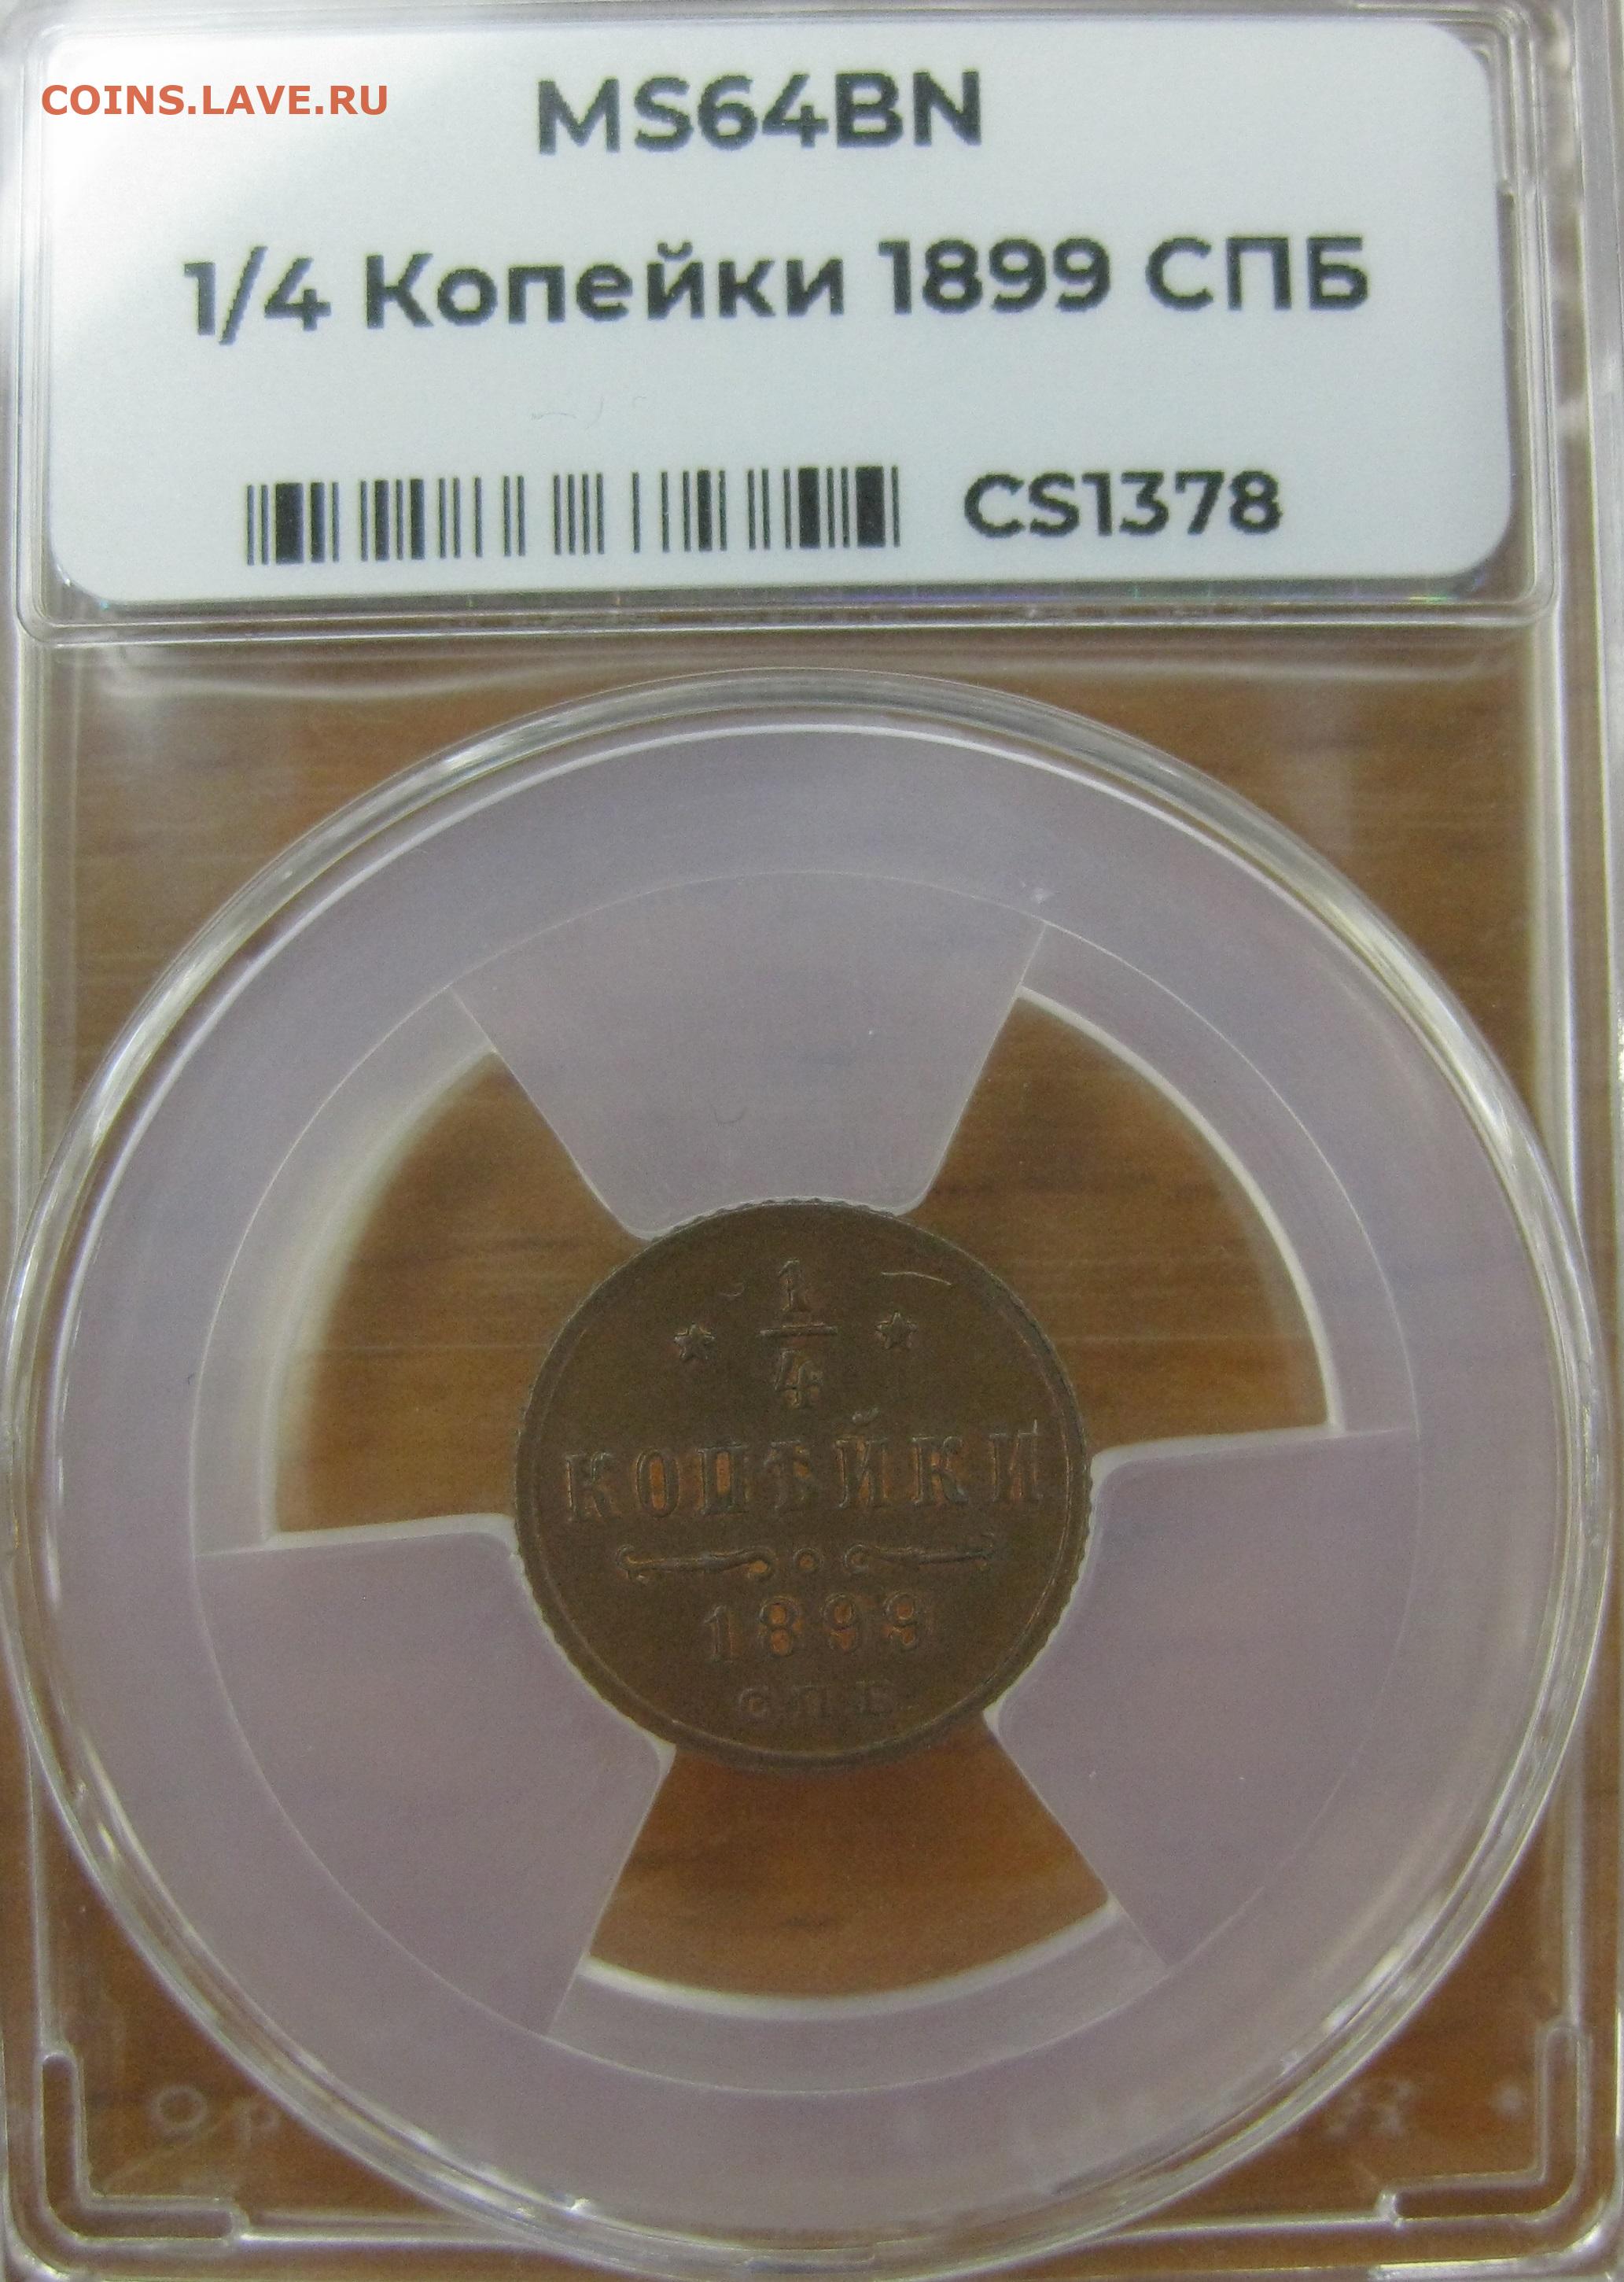 COINS.LAVE.RU
MS64BN
1/4 Копейки 1899 СПБ
CS1378
1
4
КОПѢЙКИ
1899
С.П.Б.